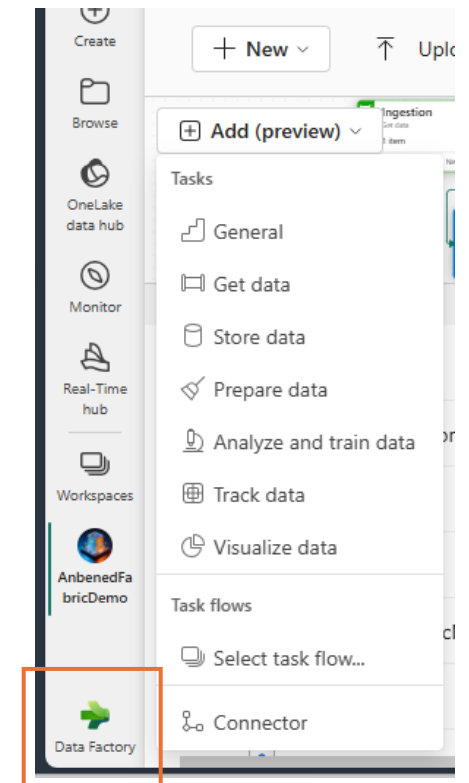 Create
Browse
OneLake
data hub
Monitor
Real-Time
hub
Workspaces
AnbenedFa
bricDemo
Data Factory
New
Add (preview)
Ingestion
Get data
1 item
Tasks
General
Get data
Store data
Prepare data
Analyze and train data
Track data
Visualize data
Task flows
Select task flow...
Connector